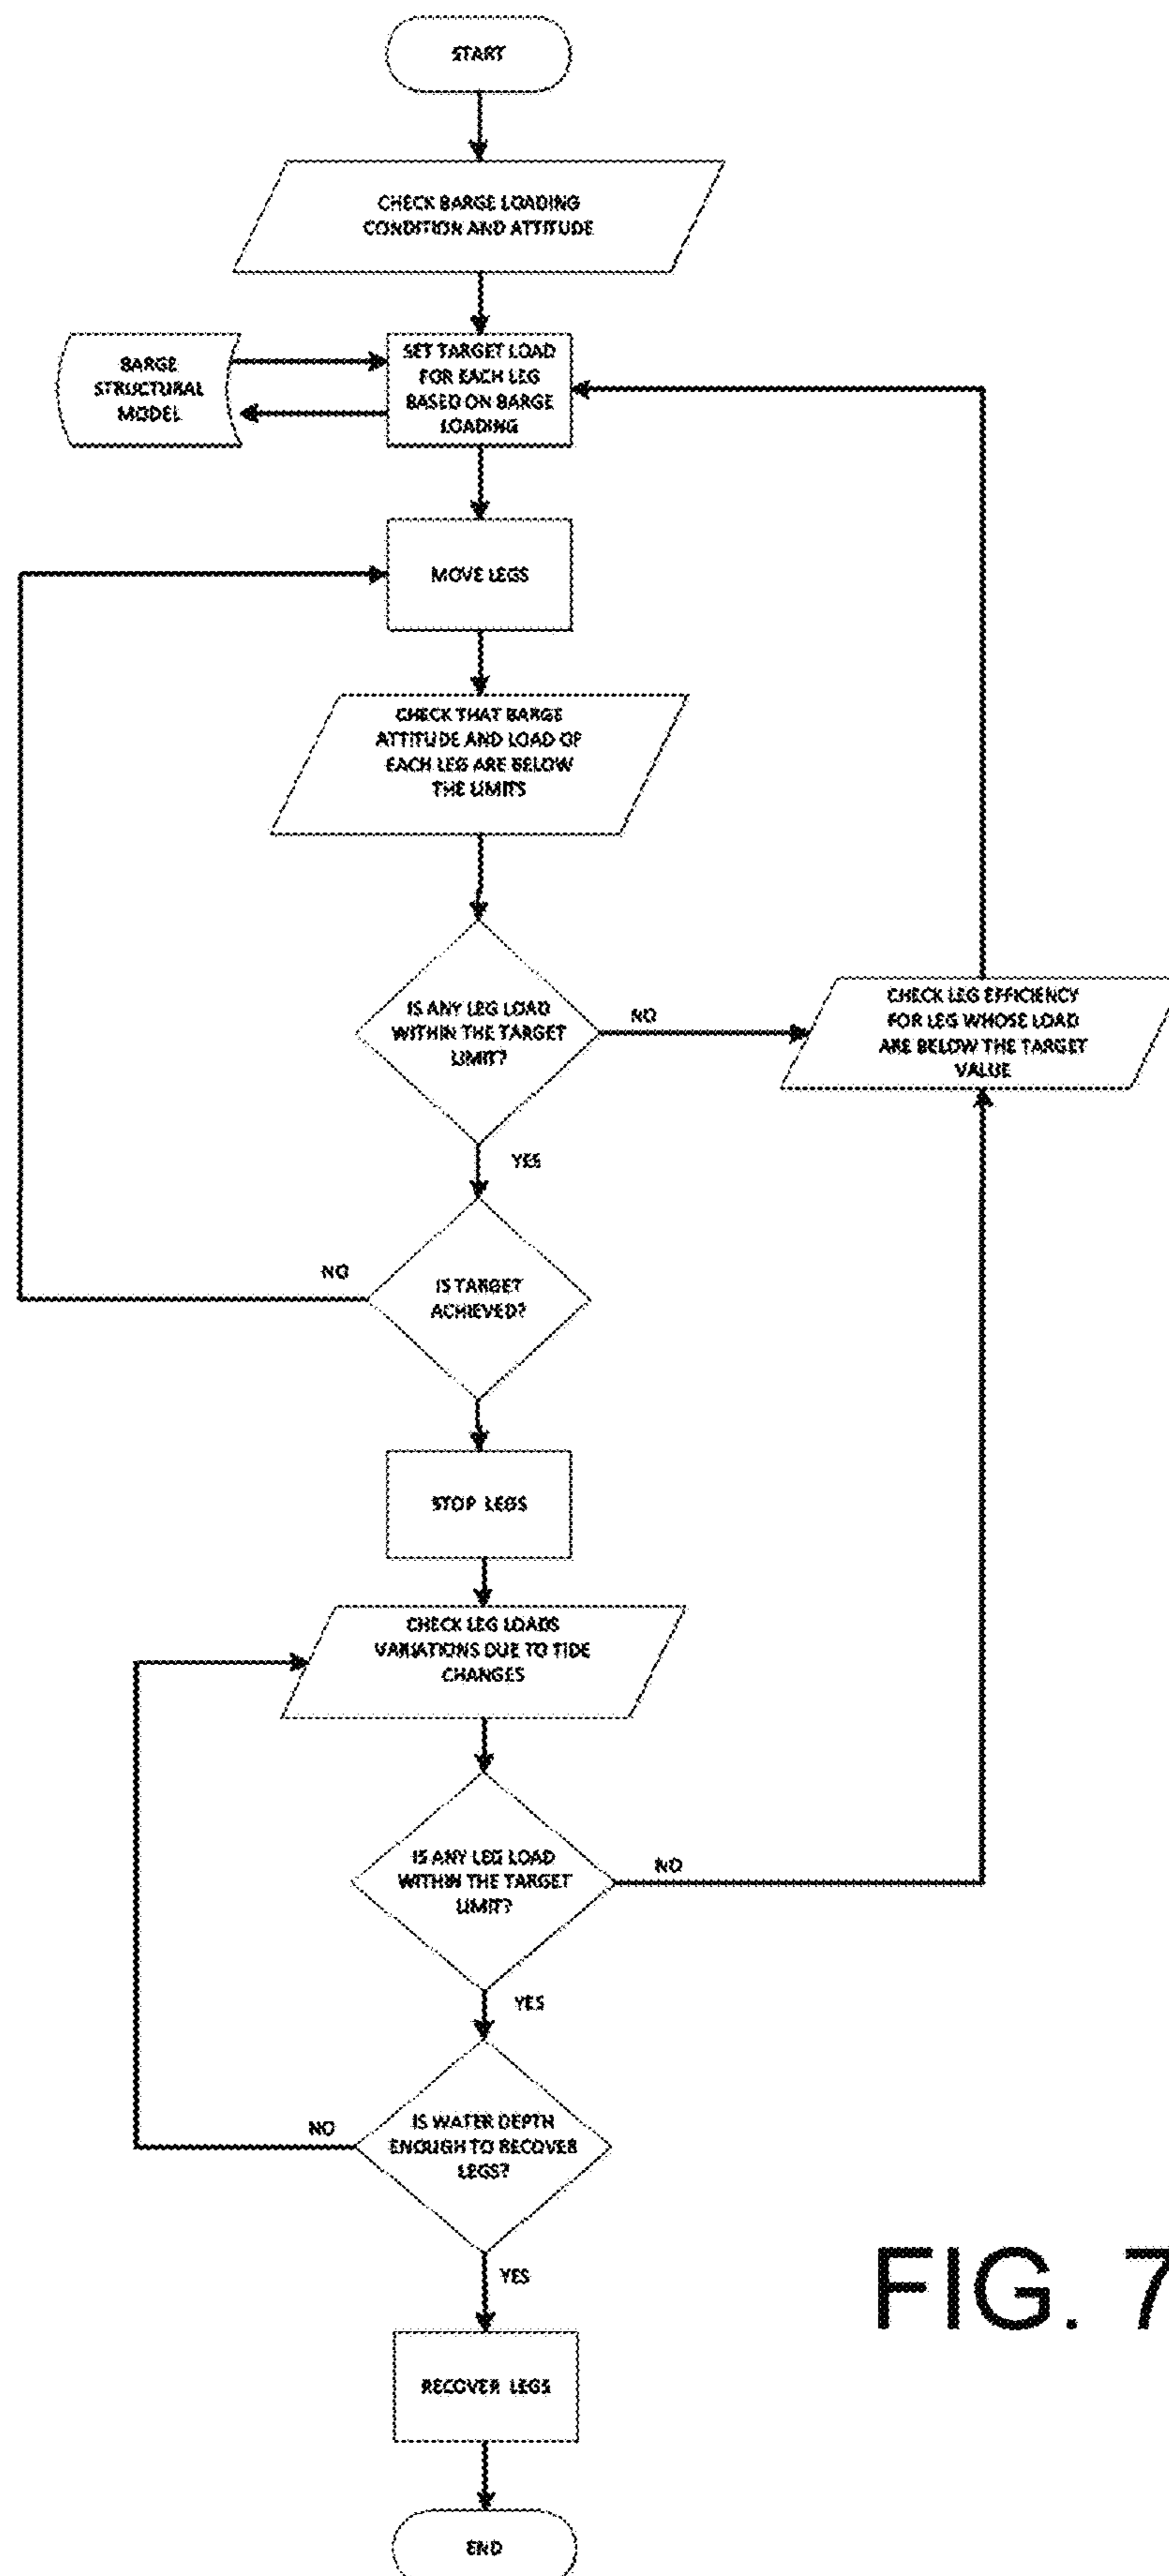 START
CHECK BARGE LOADING
CONDITION AND ATTITUDE
BARGE
STRUCTURAL
MODEL
SET TARGET LOAD
FOR EACH LEG
BASED ON BARGE
LOADING
MOVE LEGS
CHECK THAT BARGE
ATTITUDE AND LOAD OF
EACH LEG ARE BELOW
THE LIMITS
IS ANY LEG LOAD
WITHIN THE TARGET
LIMIT?
NO
CHECK LEG EFFICIENCY
FOR LEG WHOSE LOAD
ARE BELOW THE TARGET
VALUE
YES
NO
IS TARGET
ACHIEVED?
STOP LEGS
CHECK LEG LOADS
VARIATIONS DUE TO TIDE
CHANGES
IS ANY LEG LOAD
WITHIN THE TARGET
LIMIT?
NO
YES
NO
IS WATER DEPTH
ENOUGH TO RECOVER
LEGS?
YES
FIG. 7
RECOVER LEGS
END